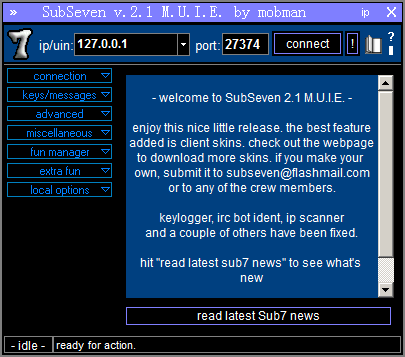 » SubSeven v.2.1 M.U.I.E. by mobman ip X
7 ip/uin: 127.0.0.1 port: 27374 connect ! ?
connection
keys/messages
advanced
miscellaneous
fun manager
extra fun
local options
- welcome to SubSeven 2.1 M.U.I.E. -
enjoy this nice little release. the best feature
added is client skins. check out the webpage
to download more skins. if you make your
own, submit it to subseven@flashmail.com
or to any of the crew members.
keylogger, irc bot ident, ip scanner
and a couple of others have been fixed.
hit "read latest sub7 news" to see what's
new
read latest Sub7 news
- idle - ready for action.